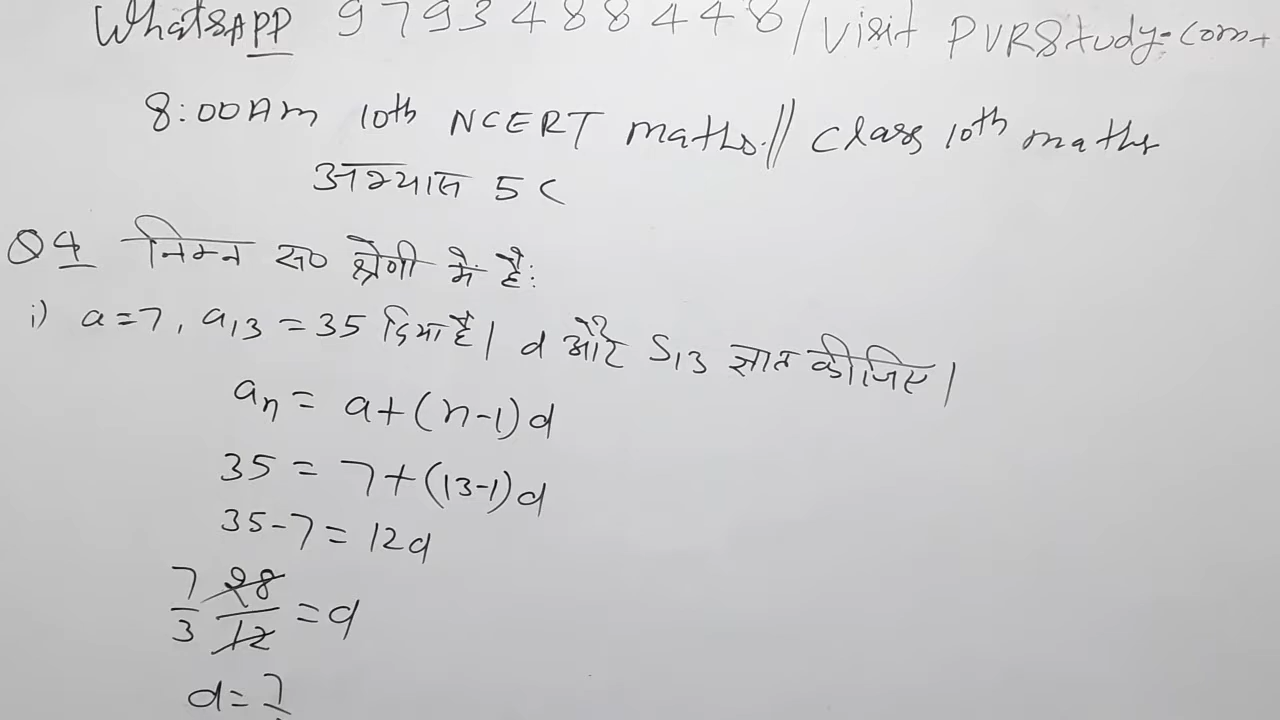 WhatsAPP 9793488448/Visit PVRStudy.com
8:00AM 10th NCERT maths.// Class 10th maths
अभ्यास 5C
Q4 निम्न स० श्रेणी में है:
i) a=7, a13 = 35 दिया है। d और S13 ज्ञात कीजिए।
an = a+(n-1)d
35 = 7+(13-1)d
35-7=12d
7/3 28/12 = d
d = 7